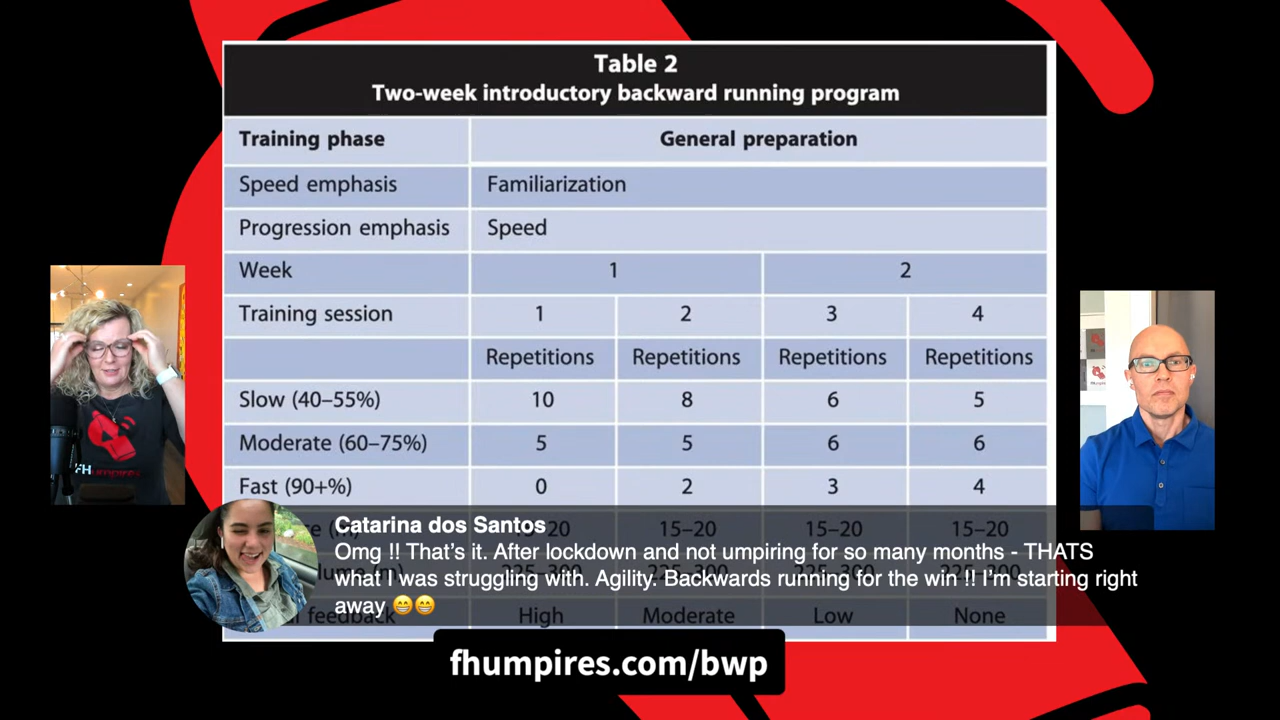 Table 2
Two-week introductory backward running program
Training phase General preparation
Speed emphasis Familiarization
Progression emphasis Speed
Week 1 2
Training session 1 2 3 4
Repetitions Repetitions Repetitions Repetitions
Slow (40–55%) 10 8 6 5
Moderate (60–75%) 5 5 6 6
Fast (90+%) 0 2 3 4
15–20 15–20 15–20
Catarina dos Santos
Omg !! That's it. After lockdown and not umpiring for so many months - THATS
what I was struggling with. Agility. Backwards running for the win !! I'm starting right
away 😁😁
feedback High Moderate Low None
FH
fhumpires.com/bwp